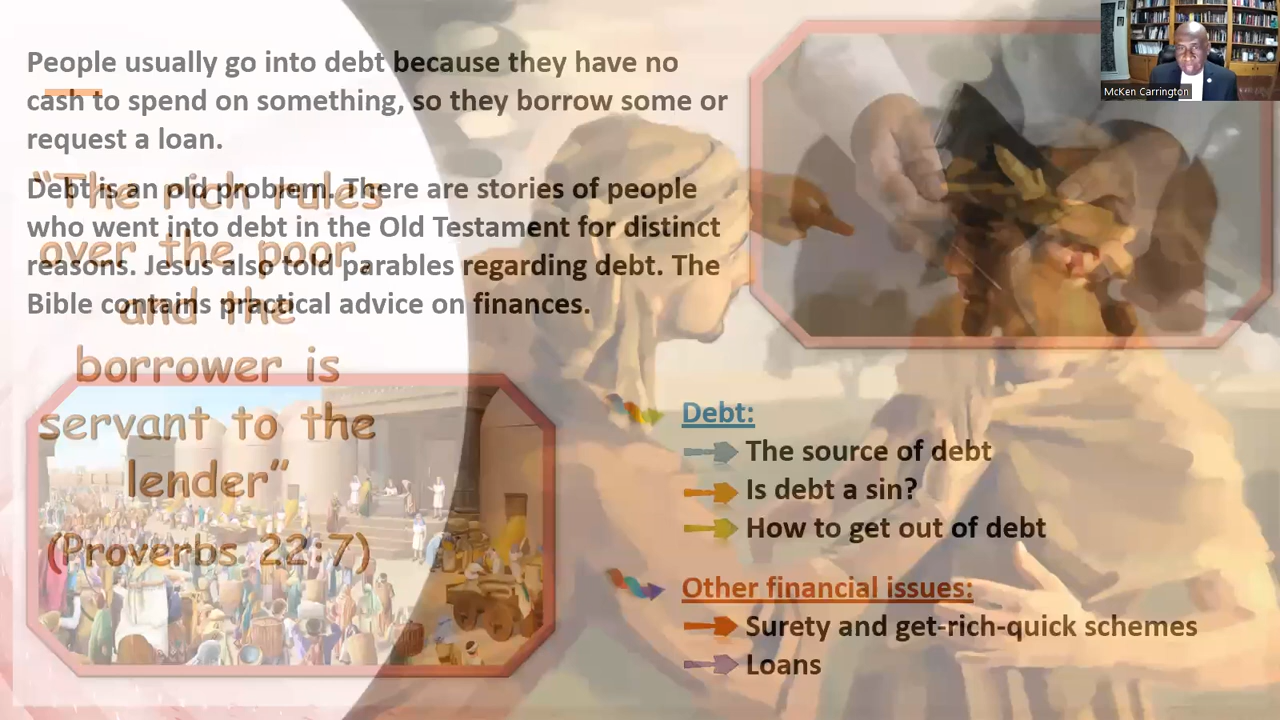 People usually go into debt because they have no
cash to spend on something, so they borrow some or
request a loan.
Debt is an old problem. There are stories of people
who went into debt in the Old Testament for distinct
reasons. Jesus also told parables regarding debt. The
Bible contains practical advice on finances.
“The rich rules
over the poor,
and the
borrower is
servant to the
lender”
(Proverbs 22:7)
McKen Carrington
Debt:
The source of debt
Is debt a sin?
How to get out of debt
Other financial issues:
Surety and get-rich-quick schemes
Loans